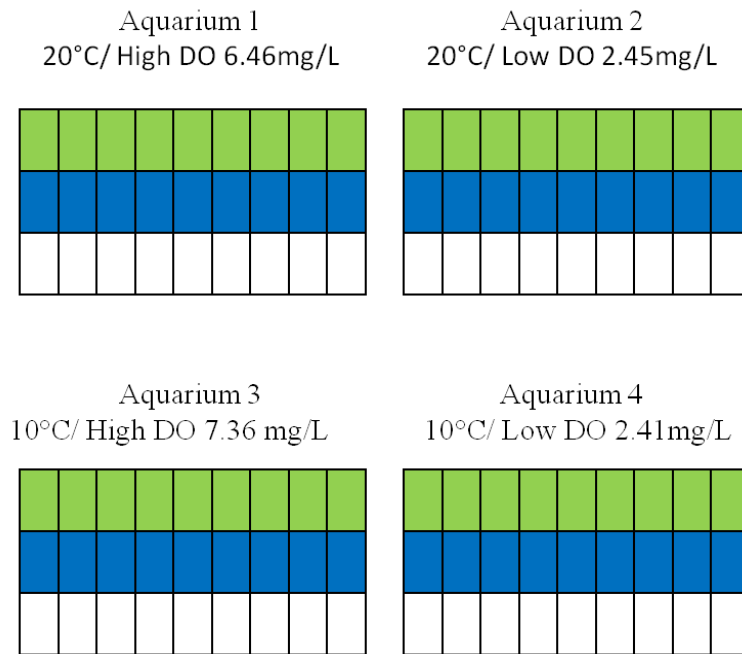 Aquarium 1
20°C/ High DO 6.46mg/L
Aquarium 2
20°C/ Low DO 2.45mg/L
Aquarium 3
10°C/ High DO 7.36 mg/L
Aquarium 4
10°C/ Low DO 2.41mg/L